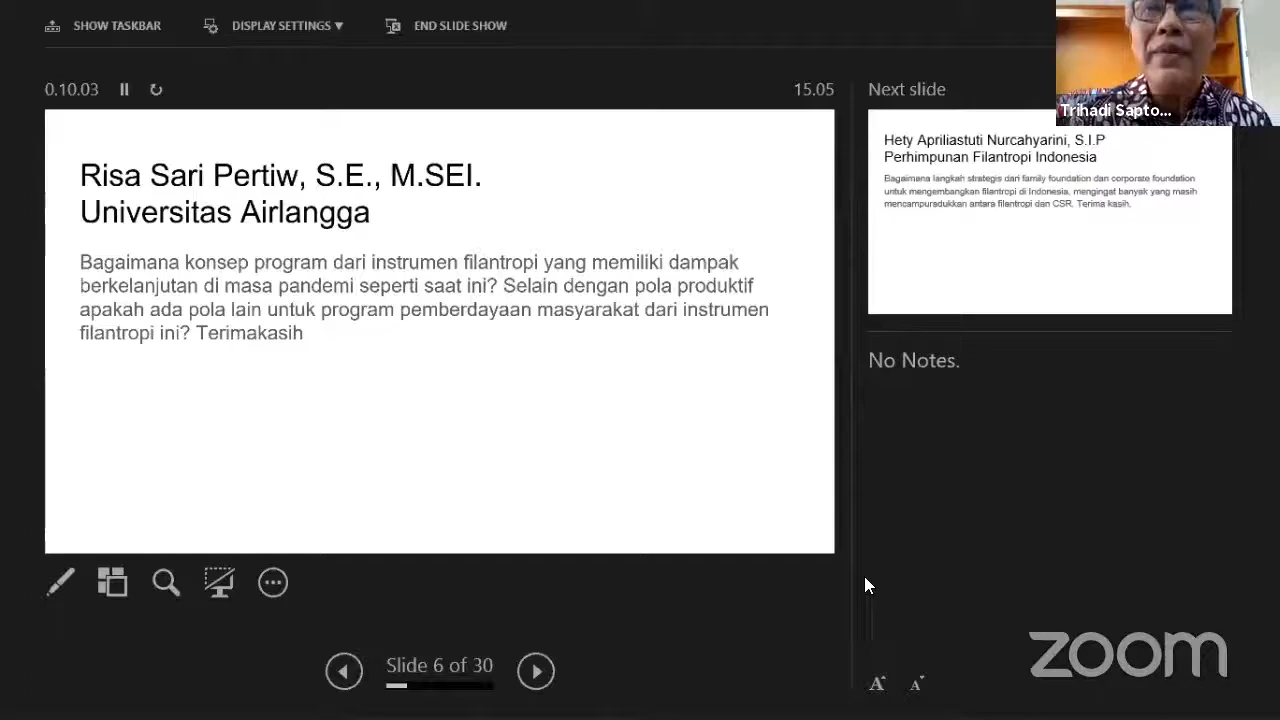 SHOW TASKBAR
DISPLAY SETTINGS ▼
END SLIDE SHOW
0.10.03
15.05
Risa Sari Pertiw, S.E., M.SEI.
Universitas Airlangga
Bagaimana konsep program dari instrumen filantropi yang memiliki dampak
berkelanjutan di masa pandemi seperti saat ini? Selain dengan pola produktif
apakah ada pola lain untuk program pemberdayaan masyarakat dari instrumen
filantropi ini? Terimakasih
Slide 6 of 30
Next slide
Hety Apriliastuti Nurcahyarini, S.I.P
Perhimpunan Filantropi Indonesia
Bagaimana langkah strategis dari family foundation dan corporate foundation
untuk mengembangkan filantropi di Indonesia, mengingat banyak yang masih
mencampuradukkan antara filantropi dan CSR. Terima kasih.
No Notes.
A A
Trihadi Sapto...
zoom